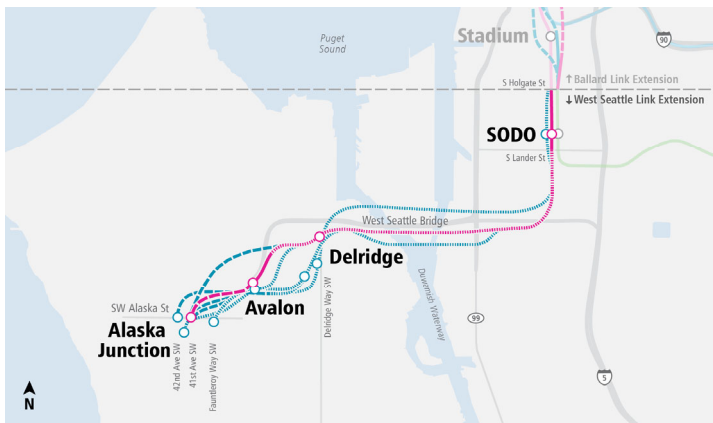 Stadium
90
Puget
Sound
S Holgate St
↑ Ballard Link Extension
↓ West Seattle Link Extension
SODO
S Lander St
West Seattle Bridge
Delridge
Duwamish Waterway
Avalon
SW Alaska St
Alaska
Junction
Delridge Way SW
99
42nd Ave SW
41st Ave SW
Fauntleroy Way SW
5
N